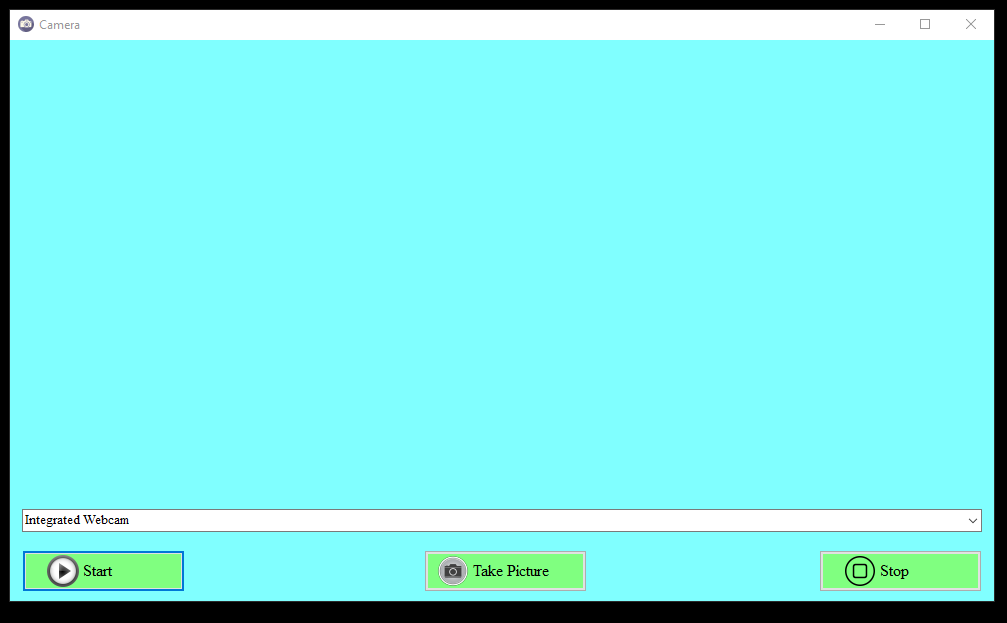 Camera
Integrated Webcam
Start
Take Picture
Stop